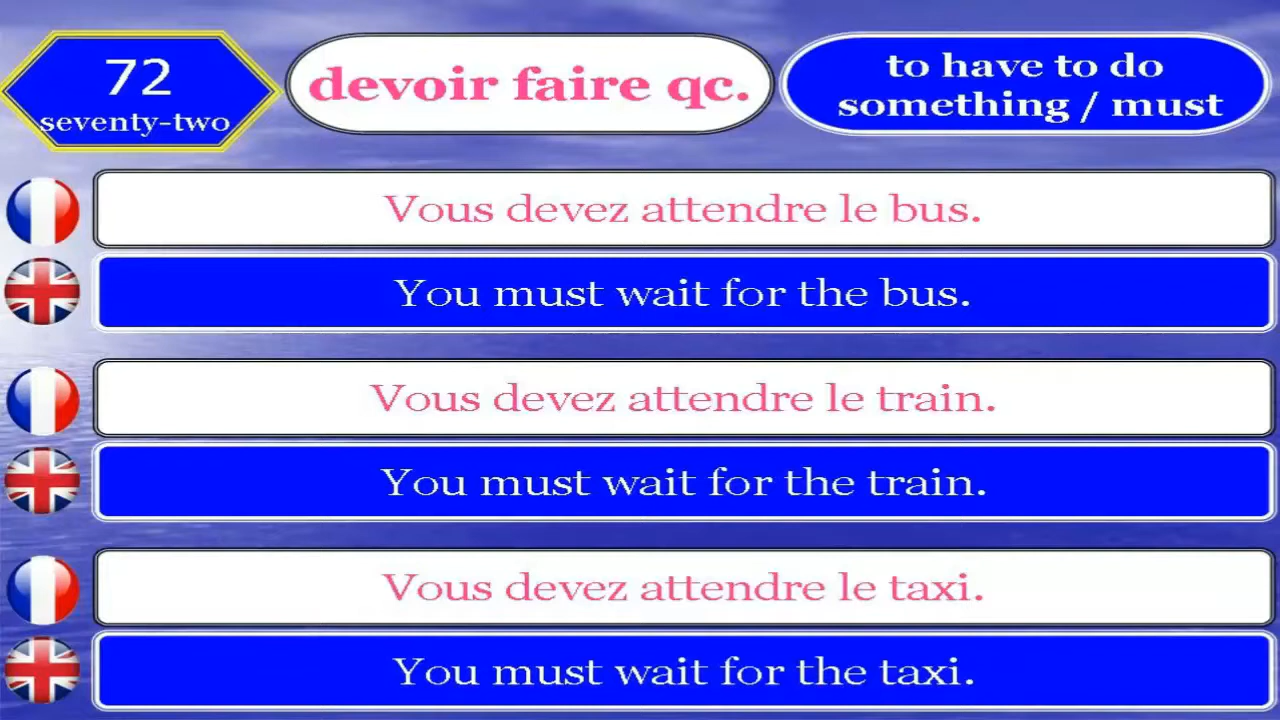 72
seventy-two
devoir faire qc.
to have to do
something / must
Vous devez attendre le bus.
You must wait for the bus.
Vous devez attendre le train.
You must wait for the train.
Vous devez attendre le taxi.
You must wait for the taxi.